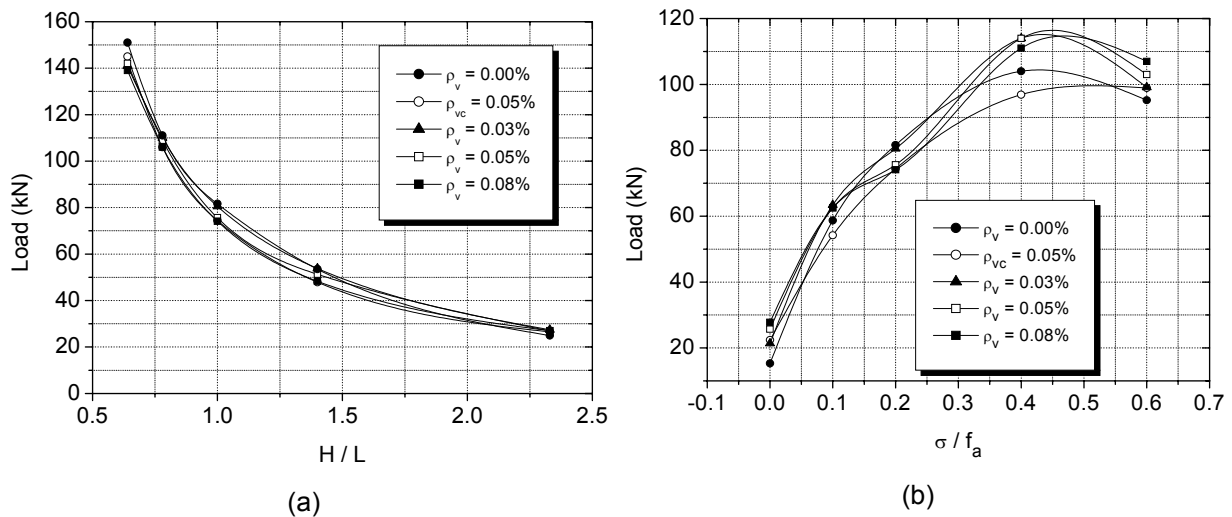 160
140
120
100
80
60
40
20
0
Load (kN)
0.5
1.0
1.5
2.0
2.5
H / L
ρv = 0.00%
ρvc = 0.05%
ρv = 0.03%
ρv = 0.05%
ρv = 0.08%
(a)
120
100
80
60
40
20
Load (kN)
-0.1
0.0
0.1
0.2
0.3
0.4
0.5
0.6
0.7
σ / fa
ρv = 0.00%
ρvc = 0.05%
ρv = 0.03%
ρv = 0.05%
ρv = 0.08%
(b)